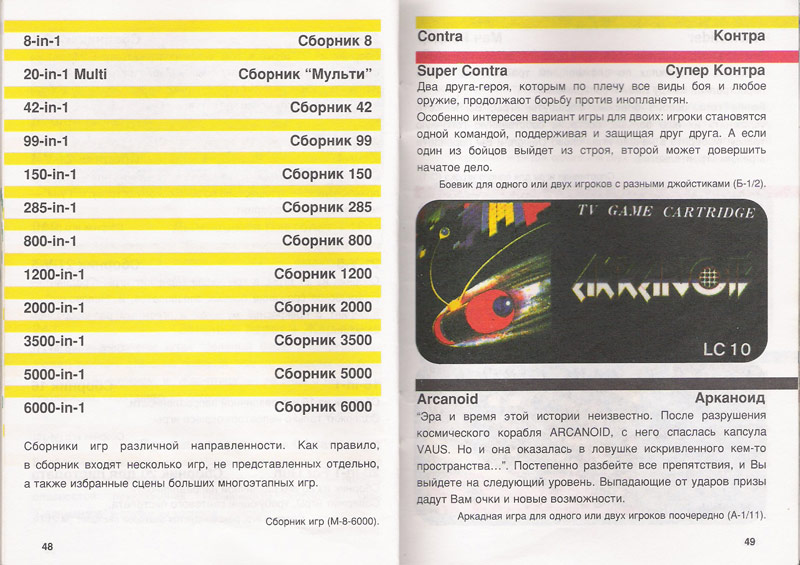 8-in-1 Сборник 8
20-in-1 Multi Сборник “Мульти”
42-in-1 Сборник 42
99-in-1 Сборник 99
150-in-1 Сборник 150
285-in-1 Сборник 285
800-in-1 Сборник 800
1200-in-1 Сборник 1200
2000-in-1 Сборник 2000
3500-in-1 Сборник 3500
5000-in-1 Сборник 5000
6000-in-1 Сборник 6000
Сборники игр различной направленности. Как правило,
в сборник входят несколько игр, не представленных отдельно,
а также избранные сцены больших многоэтапных игр.
Сборник игр (М-8-6000).
48
Contra Контра
Super Contra Супер Контра
Два друга-героя, которым по плечу все виды боя и любое
оружие, продолжают борьбу против инопланетян.
Особенно интересен вариант игры для двоих: игроки становятся
одной командой, поддерживая и защищая друг друга. А если
один из бойцов выйдет из строя, второй может довершить
начатое дело.
Боевик для одного или двух игроков с разными джойстиками (Б-1/2).
TV GAME CARTRIDGE
ARKANOID
LC 10
Arcanoid Арканоид
“Эра и время этой истории неизвестно. После разрушения
космического корабля ARCANOID, с него спаслась капсула
VAUS. Но и она оказалась в ловушке искривленного кем-то
пространства...”. Постепенно разбейте все препятствия, и Вы
выйдете на следующий уровень. Выпадающие от ударов призы
дадут Вам очки и новые возможности.
Аркадная игра для одного или двух игроков поочередно (А-1/11).
49